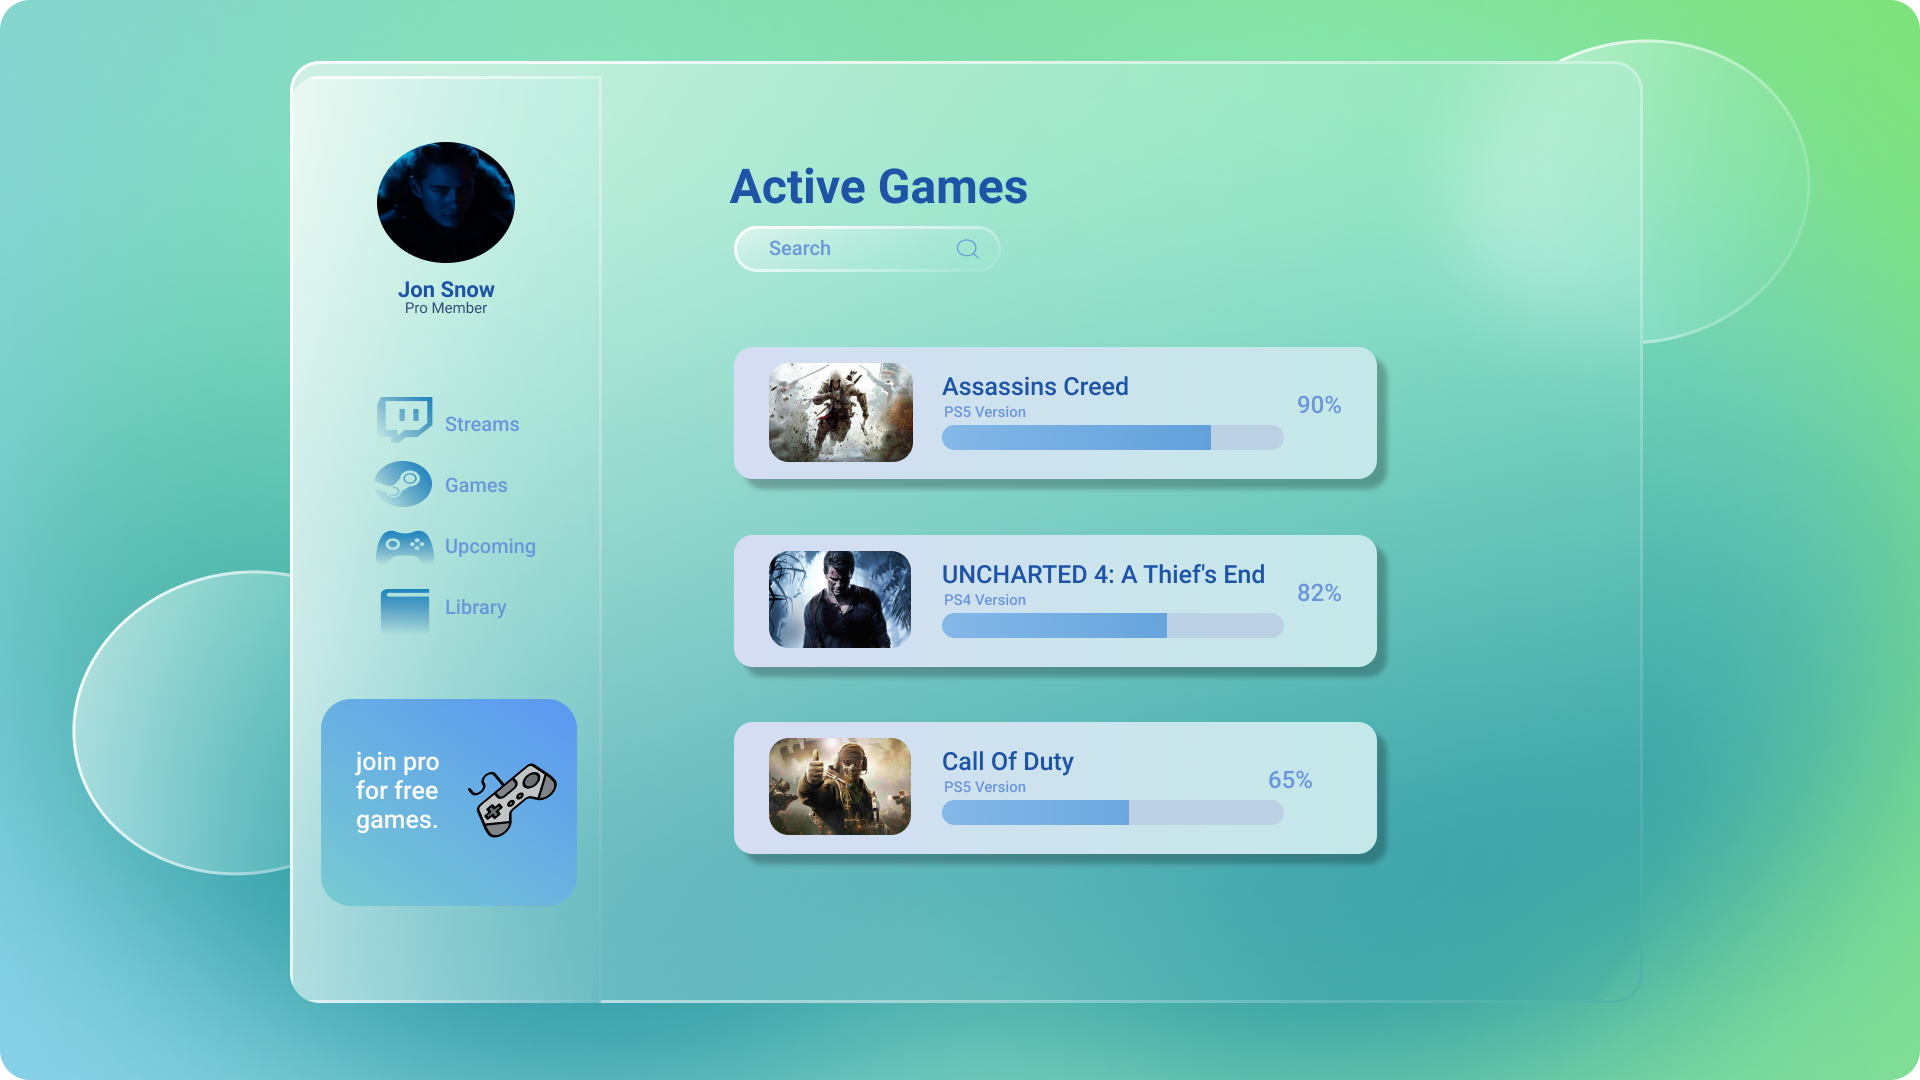 Jon Snow
Pro Member
Streams
Games
Upcoming
Library
join pro
for free
games.
Active Games
Search
Assassins Creed
PS5 Version
90%
UNCHARTED 4: A Thief's End
PS4 Version
82%
Call Of Duty
PS5 Version
65%